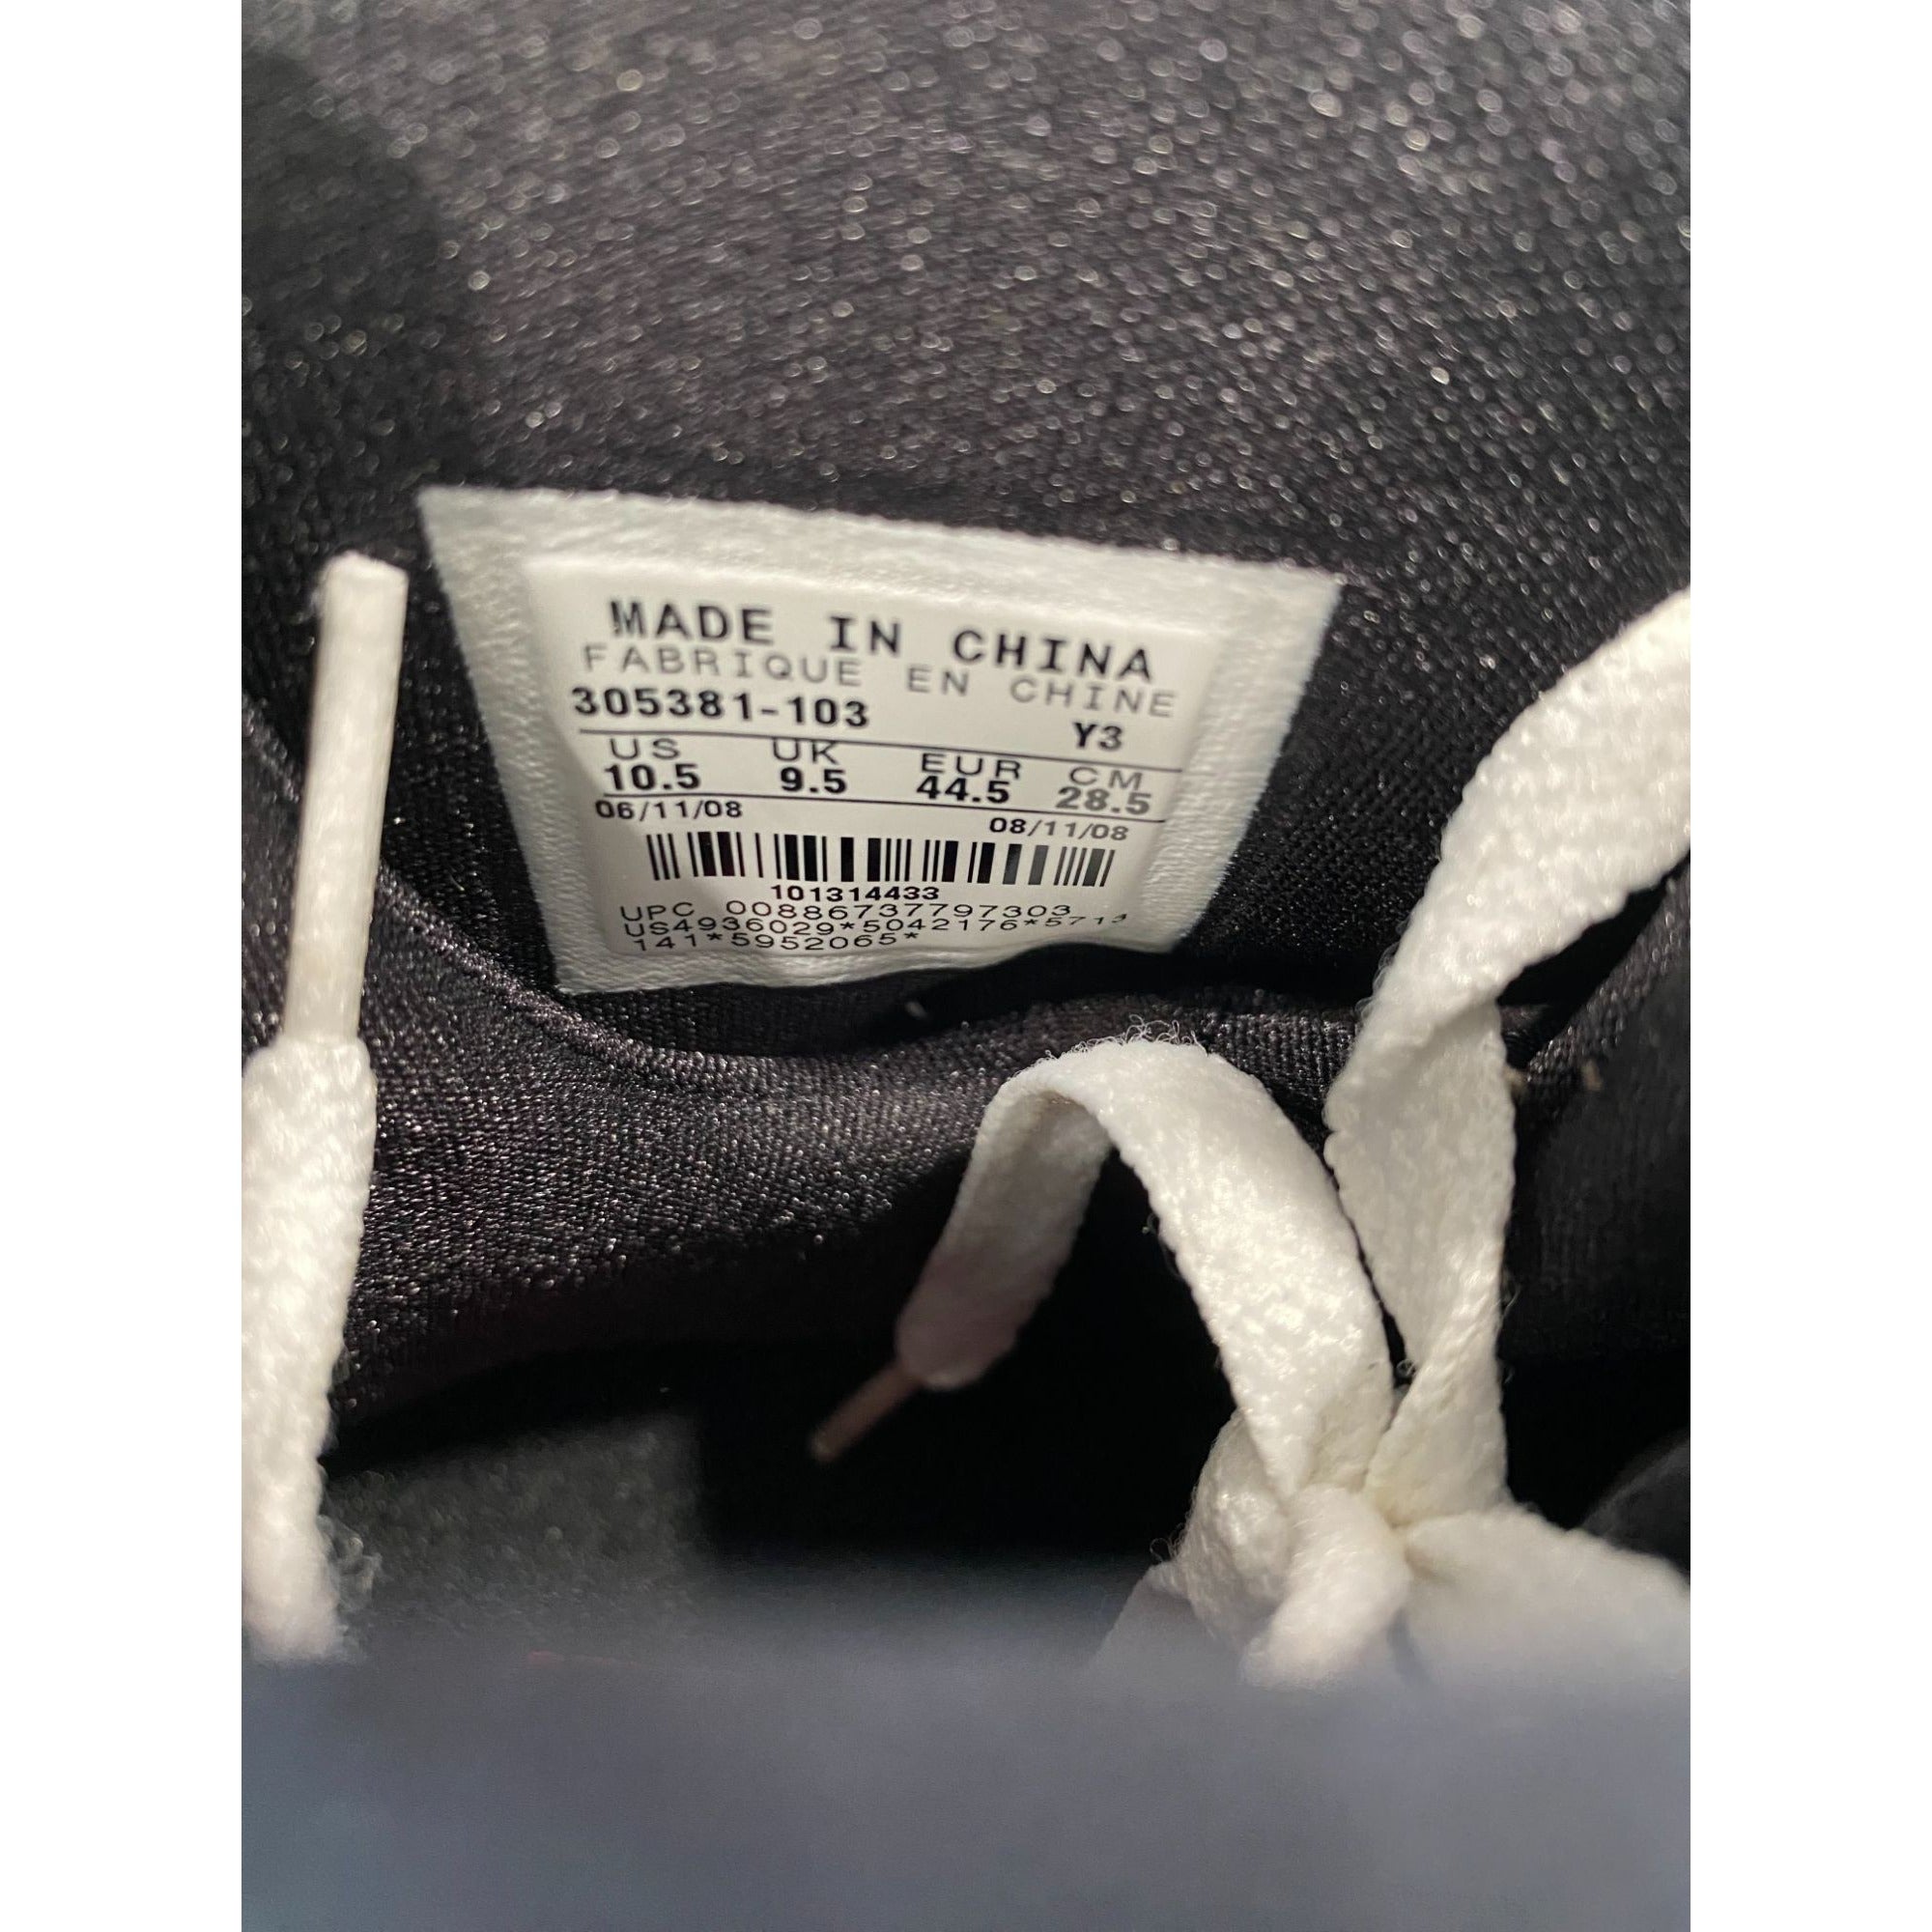 MADE IN CHINA
FABRIQUE EN CHINE
305381-103 Y3
US UK EUR CM
10.5 9.5 44.5 28.5
06/11/08 08/11/08
101314433
UPC 00886737797303
US4936029*5042176*5713
141*5952065*